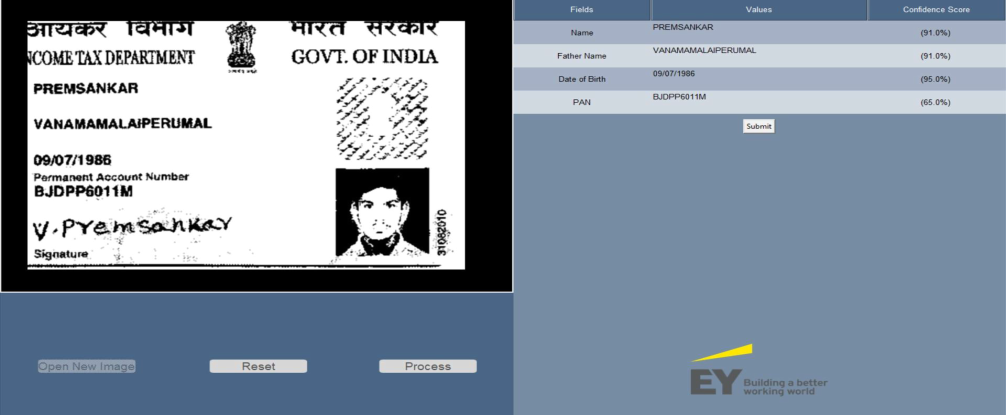 आयकर विभाग
भारत सरकार
INCOME TAX DEPARTMENT
GOVT. OF INDIA
PREMSANKAR
VANAMAMALAIPERUMAL
09/07/1986
Permanent Account Number
BJDPP6011M
V. Premsankar
Signature
31082010
Open New Image
Reset
Process
Fields Values Confidence Score
Name PREMSANKAR (91.0%)
Father Name VANAMAMALAIPERUMAL (91.0%)
Date of Birth 09/07/1986 (95.0%)
PAN BJDPP6011M (65.0%)
Submit
EY Building a better
working world